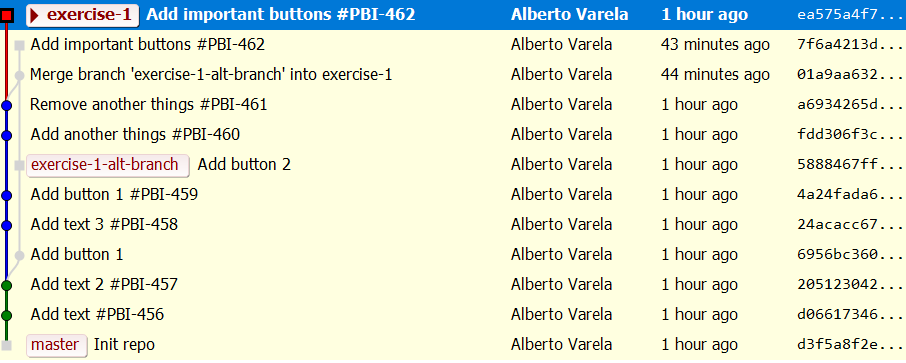 exercise-1 Add important buttons #PBI-462 Alberto Varela 1 hour ago ea575a4f7...
Add important buttons #PBI-462 Alberto Varela 43 minutes ago 7f6a4213d...
Merge branch 'exercise-1-alt-branch' into exercise-1 Alberto Varela 44 minutes ago 01a9aa632...
Remove another things #PBI-461 Alberto Varela 1 hour ago a6934265d...
Add another things #PBI-460 Alberto Varela 1 hour ago fdd306f3c...
exercise-1-alt-branch Add button 2 Alberto Varela 1 hour ago 5888467ff...
Add button 1 #PBI-459 Alberto Varela 1 hour ago 4a24fada6...
Add text 3 #PBI-458 Alberto Varela 1 hour ago 24acacc67...
Add button 1 Alberto Varela 1 hour ago 6956bc360...
Add text 2 #PBI-457 Alberto Varela 1 hour ago 205123042...
Add text #PBI-456 Alberto Varela 1 hour ago d06617346...
master Init repo Alberto Varela 1 hour ago d3f5a8f2e...